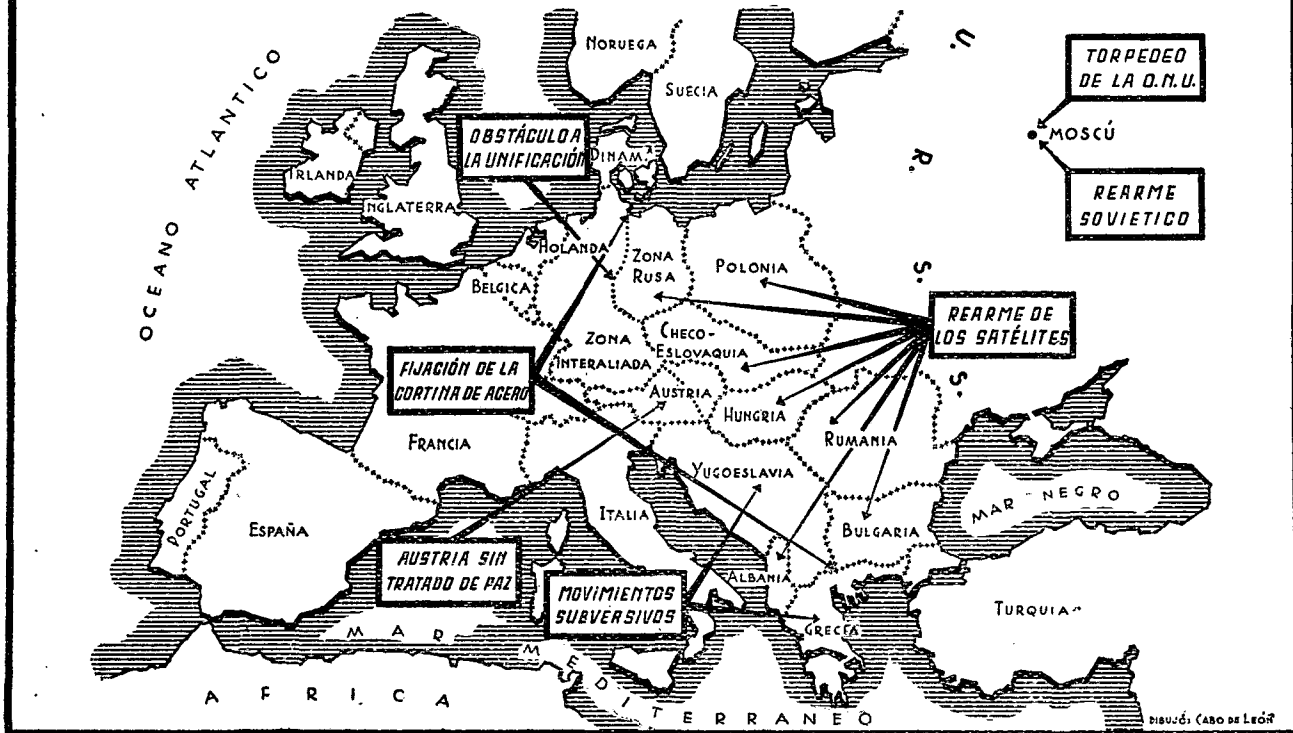 OCEANO ATLANTICO
NORUEGA
SUECIA
U. R. S. S.
TORPEDEO
DE LA O.N.U.
MOSCÚ
REARME
SOVIETICO
OBSTÁCULO A
LA UNIFICACIÓN
DINAM.ª
IRLANDA
INGLATERRA
HOLANDA
BELGICA
ZONA
RUSA
POLONIA
REARME DE
LOS SATÉLITES
ZONA
INTERALIADA
CHECO-
ESLOVAQUIA
FIJACIÓN DE LA
CORTINA DE ACERO
AUSTRIA
HUNGRIA
FRANCIA
RUMANIA
YUGOESLAVIA
MAR-NEGRO
PORTUGAL
ESPAÑA
ITALIA
BULGARIA
AUSTRIA SIN
TRATADO DE PAZ
MOVIMIENTOS
SUBVERSIVOS
ALBANIA
GRECIA
TURQUIA
MAR MEDITERRANEO
AFRICA
DIBUJÓ: CABO DE LEÓN